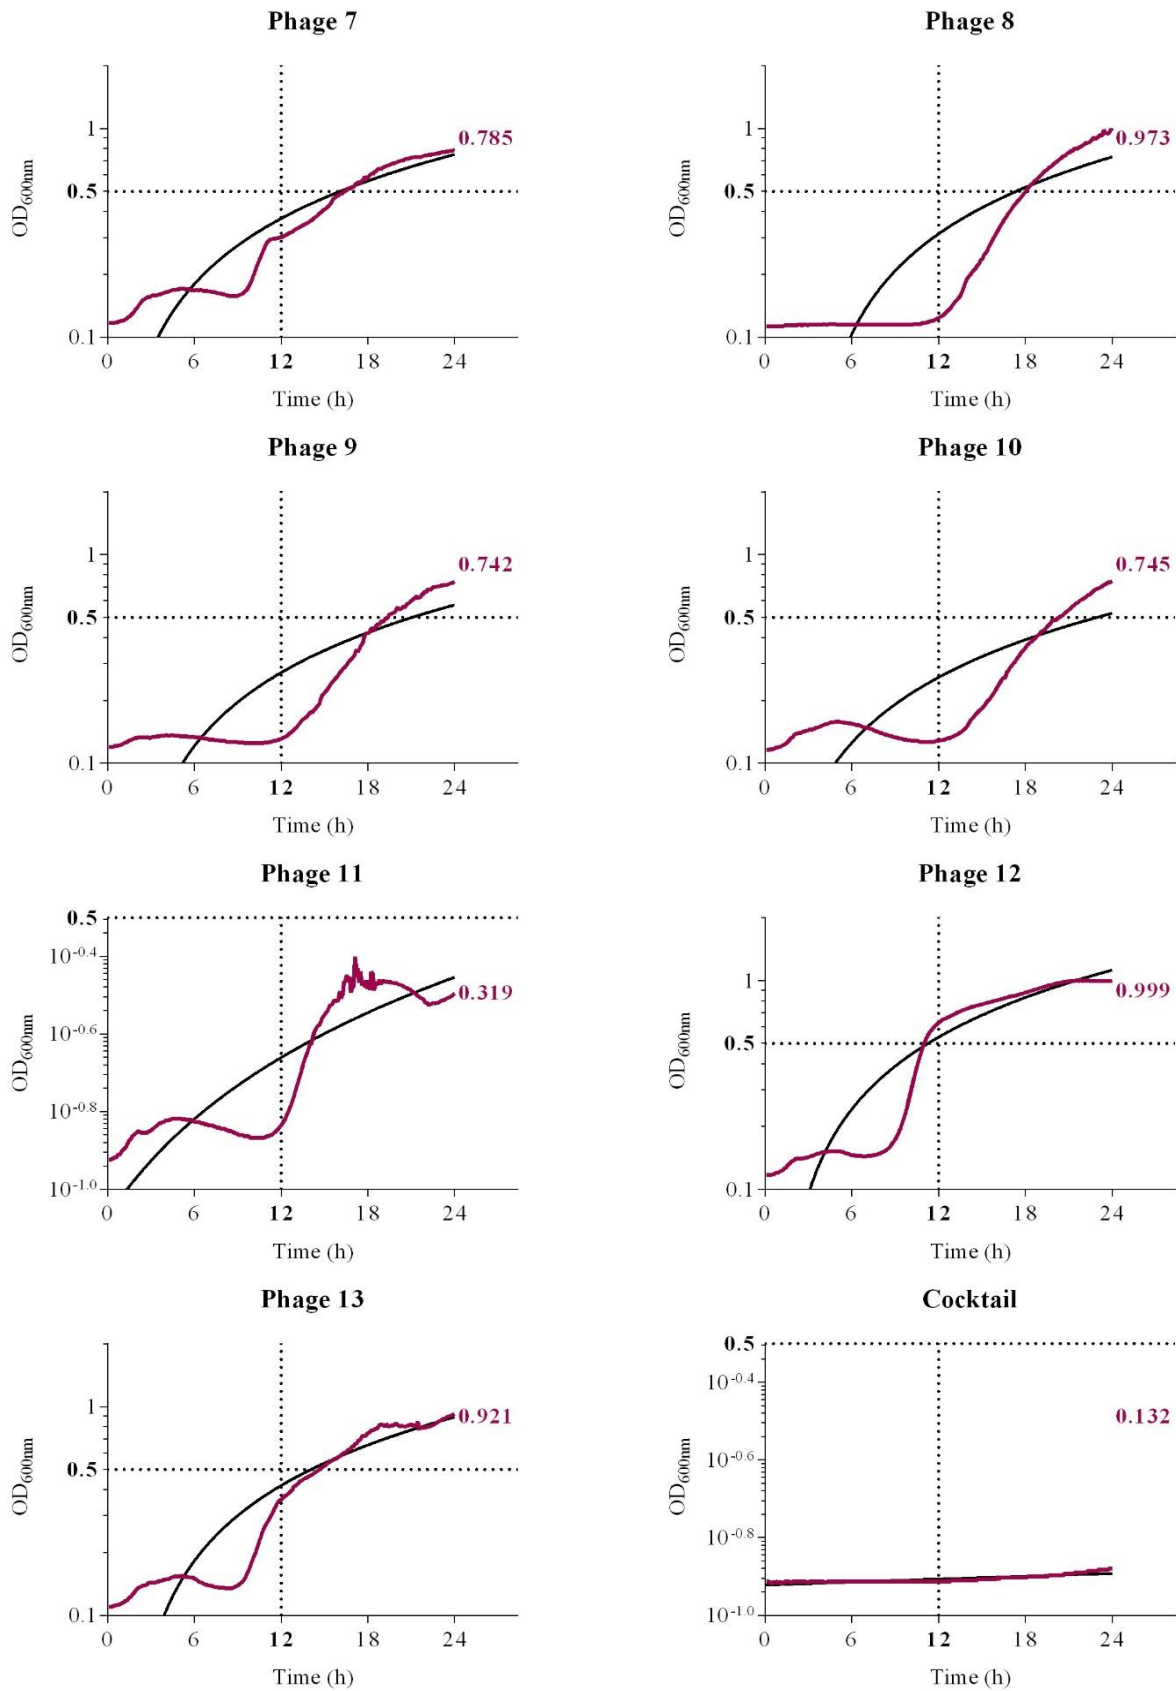 Phage 7
OD600nm
1
0.5
0.1
0.785
0 6 12 18 24
Time (h)
Phage 8
OD600nm
1
0.5
0.1
0.973
0 6 12 18 24
Time (h)
Phage 9
OD600nm
1
0.5
0.1
0.742
0 6 12 18 24
Time (h)
Phage 10
OD600nm
1
0.5
0.1
0.745
0 6 12 18 24
Time (h)
Phage 11
OD600nm
0.5
10-0.4
10-0.6
10-0.8
10-1.0
0.319
0 6 12 18 24
Time (h)
Phage 12
OD600nm
1
0.5
0.1
0.999
0 6 12 18 24
Time (h)
Phage 13
OD600nm
1
0.5
0.1
0.921
0 6 12 18 24
Time (h)
Cocktail
OD600nm
0.5
10-0.4
10-0.6
10-0.8
10-1.0
0.132
0 6 12 18 24
Time (h)